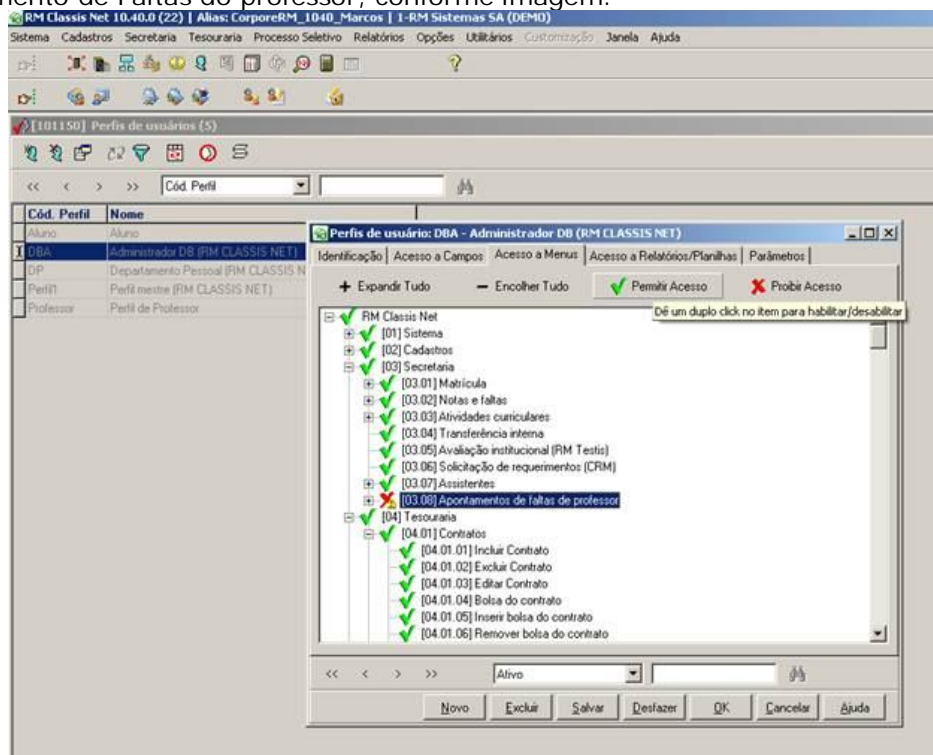 mento de Faltas do professor, conforme imagem.
RM Classis Net 10.40.0 (22) | Alias: CorporeRM_1040_Marcos | 1-RM Sistemas SA (DEMO)
Sistema Cadastros Secretaria Tesouraria Processo Seletivo Relatórios Opções Utilitários Customização Janela Ajuda
[101150] Perfis de usuários (5)
<< < > >> Cód. Perfil
Cód. Perfil Nome
Aluno Aluno
DBA Administrador DB (RM CLASSIS NET)
DP Departamento Pessoal (RM CLASSIS N
Perfil1 Perfil mestre (RM CLASSIS NET)
Professor Perfil de Professor
Perfis de usuário: DBA - Administrador DB (RM CLASSIS NET)
Identificação Acesso a Campos Acesso a Menus Acesso a Relatórios/Planilhas Parâmetros
Expandir Tudo Encolher Tudo Permitir Acesso Proibir Acesso
Dê um duplo click no item para habilitar/desabilitar
RM Classis Net
[01] Sistema
[02] Cadastros
[03] Secretaria
[03.01] Matrícula
[03.02] Notas e faltas
[03.03] Atividades curriculares
[03.04] Transferência interna
[03.05] Avaliação institucional (RM Testis)
[03.06] Solicitação de requerimentos (CRM)
[03.07] Assistentes
[03.08] Apontamentos de faltas de professor
[04] Tesouraria
[04.01] Contratos
[04.01.01] Incluir Contrato
[04.01.02] Excluir Contrato
[04.01.03] Editar Contrato
[04.01.04] Bolsa do contrato
[04.01.05] Inserir bolsa do contrato
[04.01.06] Remover bolsa do contrato
<< < > >> Ativo
Novo Excluir Salvar Desfazer OK Cancelar Ajuda